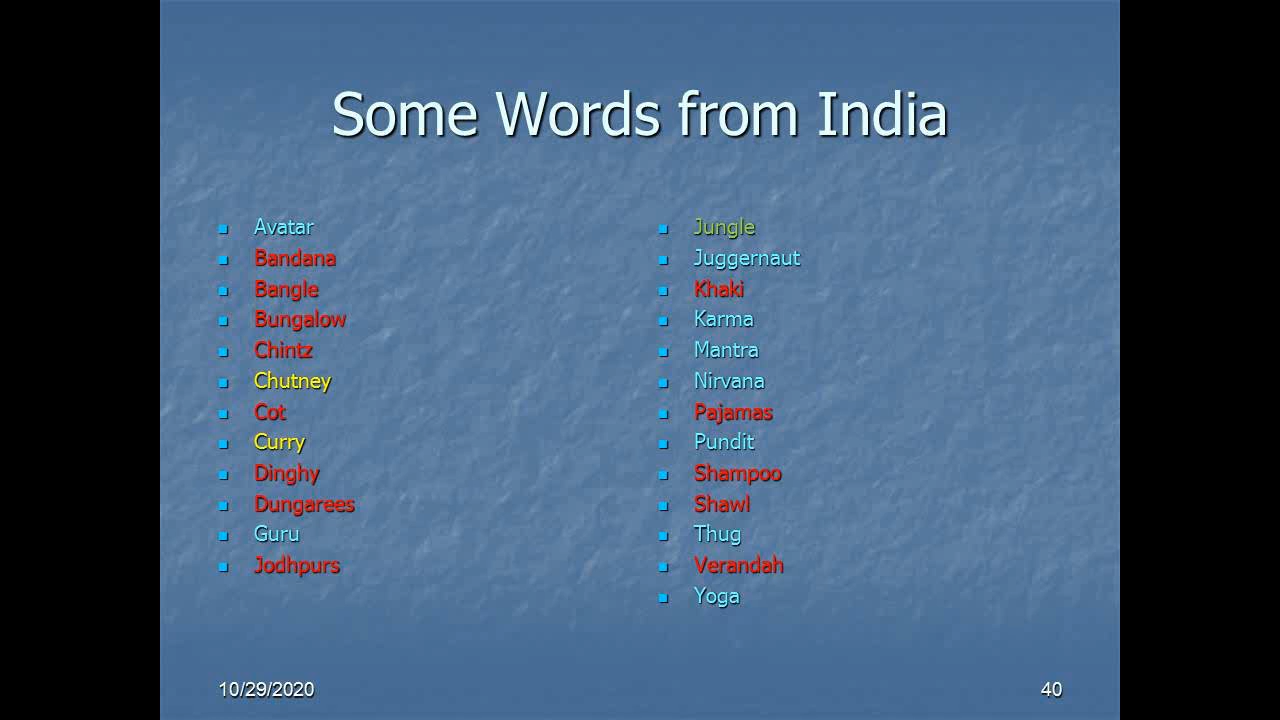 Some Words from India
Avatar
Bandana
Bangle
Bungalow
Chintz
Chutney
Cot
Curry
Dinghy
Dungarees
Guru
Jodhpurs
Jungle
Juggernaut
Khaki
Karma
Mantra
Nirvana
Pajamas
Pundit
Shampoo
Shawl
Thug
Verandah
Yoga
10/29/2020
40